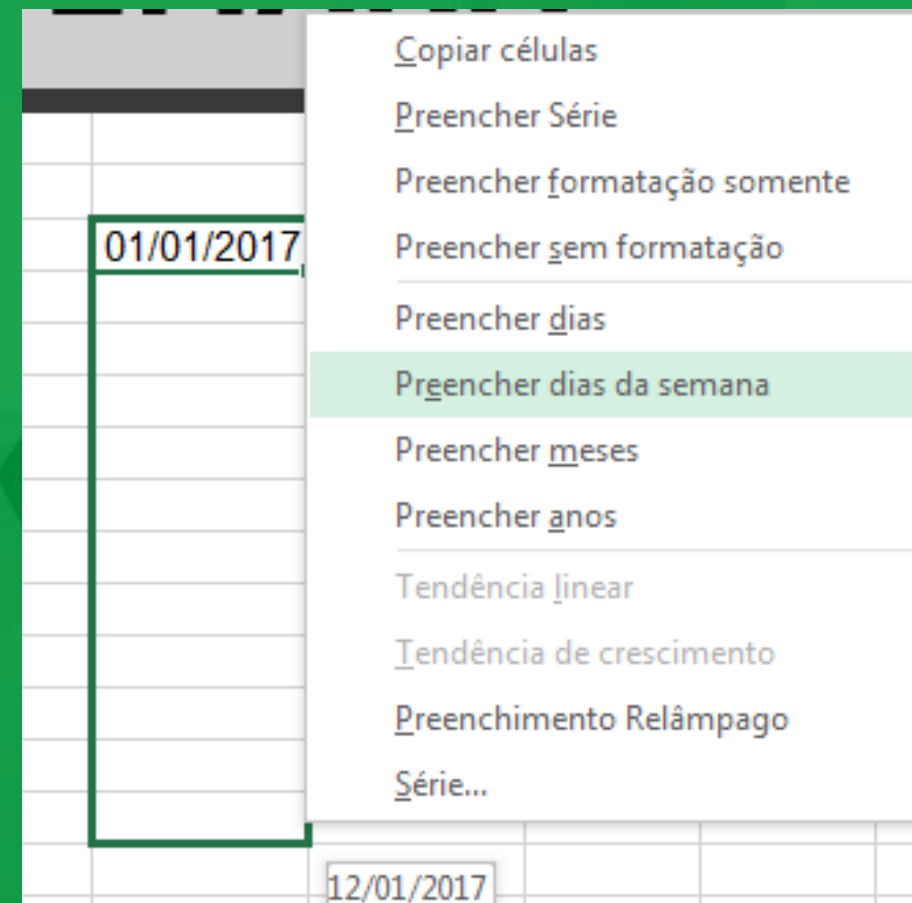 Copiar células
Preencher Série
Preencher formatação somente
01/01/2017
Preencher sem formatação
Preencher dias
Preencher dias da semana
Preencher meses
Preencher anos
Tendência linear
Tendência de crescimento
Preenchimento Relâmpago
Série...
12/01/2017